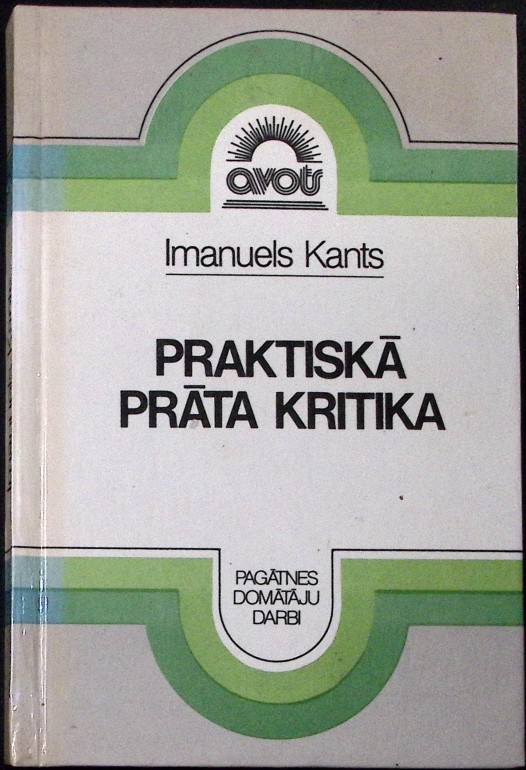 avots
Imanuels Kants
PRAKTISKĀ
PRĀTA KRITIKA
PAGĀTNES
DOMĀTĀJU
DARBI